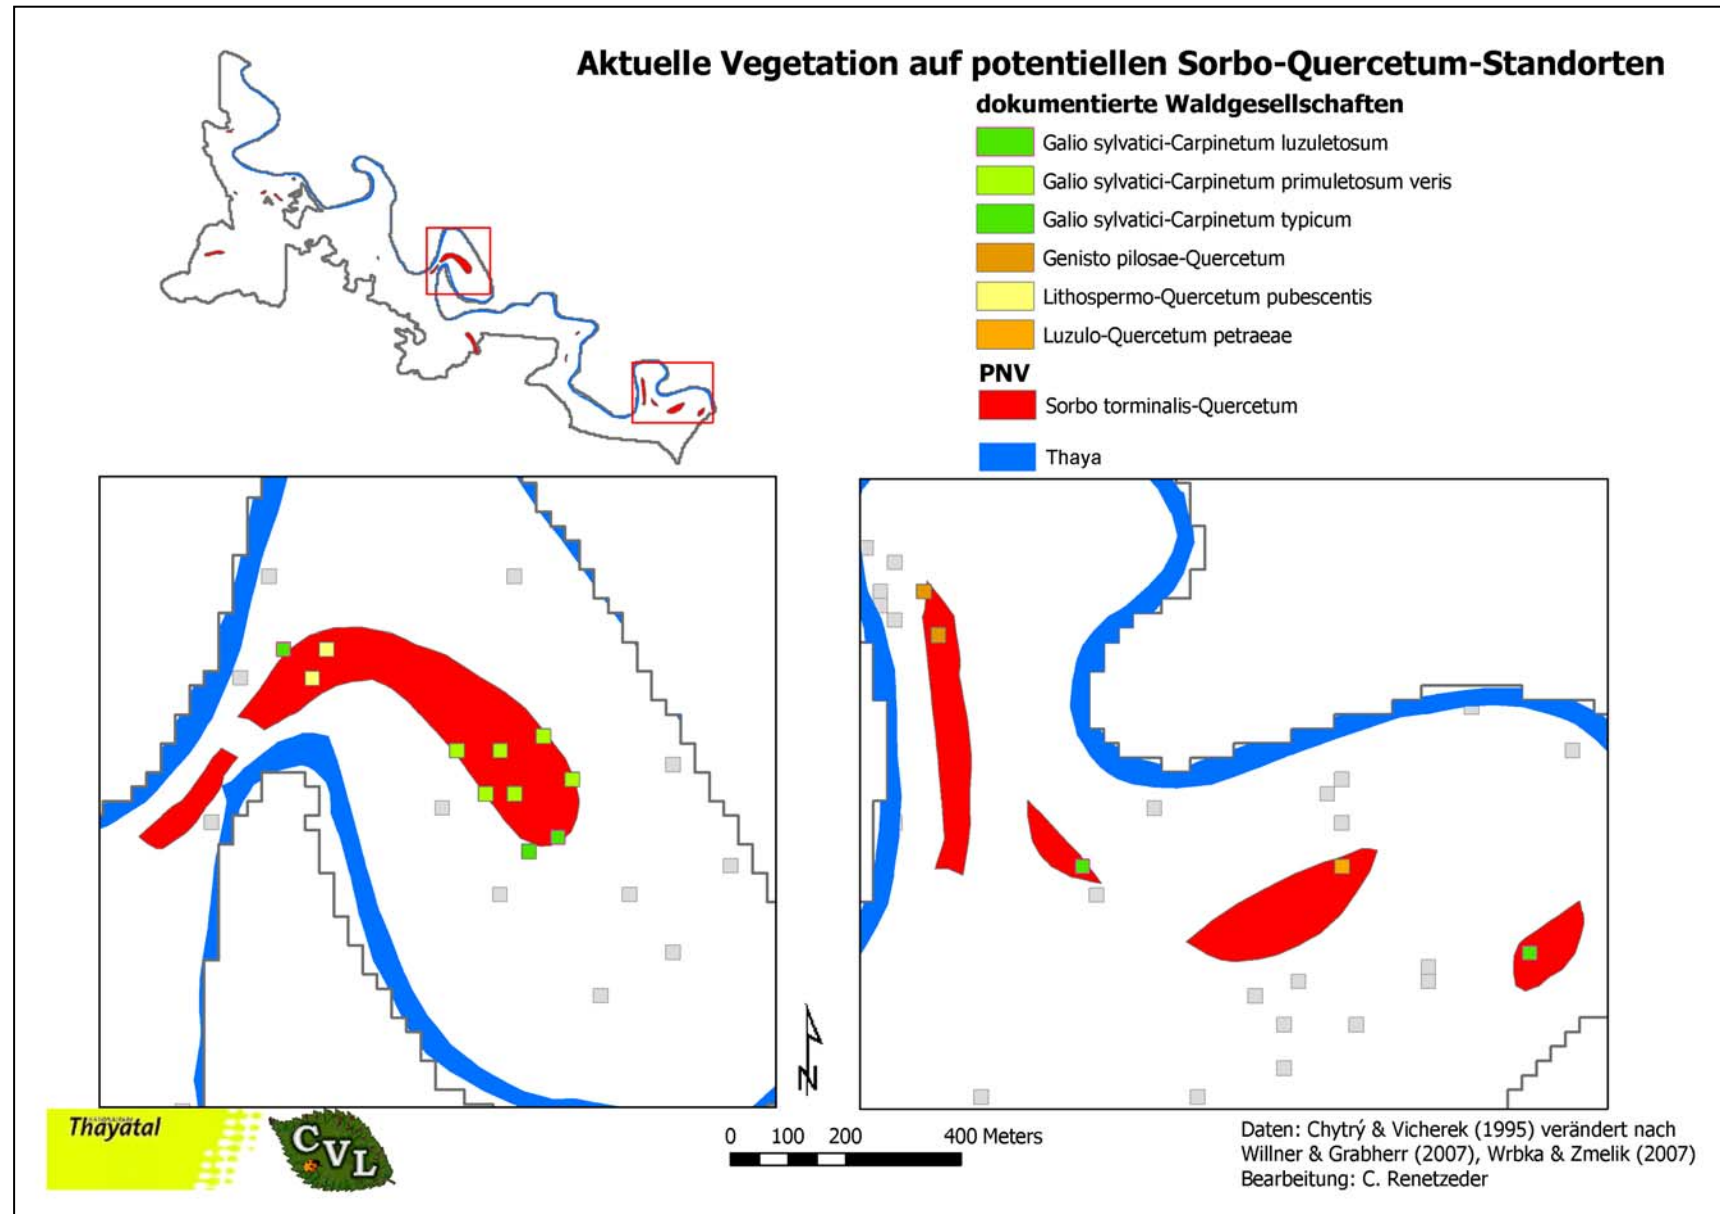 Aktuelle Vegetation auf potentiellen Sorbo-Quercetum-Standorten
dokumentierte Waldgesellschaften
Galio sylvatici-Carpinetum luzuletosum
Galio sylvatici-Carpinetum primuletosum veris
Galio sylvatici-Carpinetum typicum
Genisto pilosae-Quercetum
Lithospermo-Quercetum pubescentis
Luzulo-Quercetum petraeae
PNV
Sorbo torminalis-Quercetum
Thaya
N
Thayatal
CVL
0 100 200 400 Meters
Daten: Chytrý & Vicherek (1995) verändert nach
Willner & Grabherr (2007), Wrbka & Zmelik (2007)
Bearbeitung: C. Renetzeder